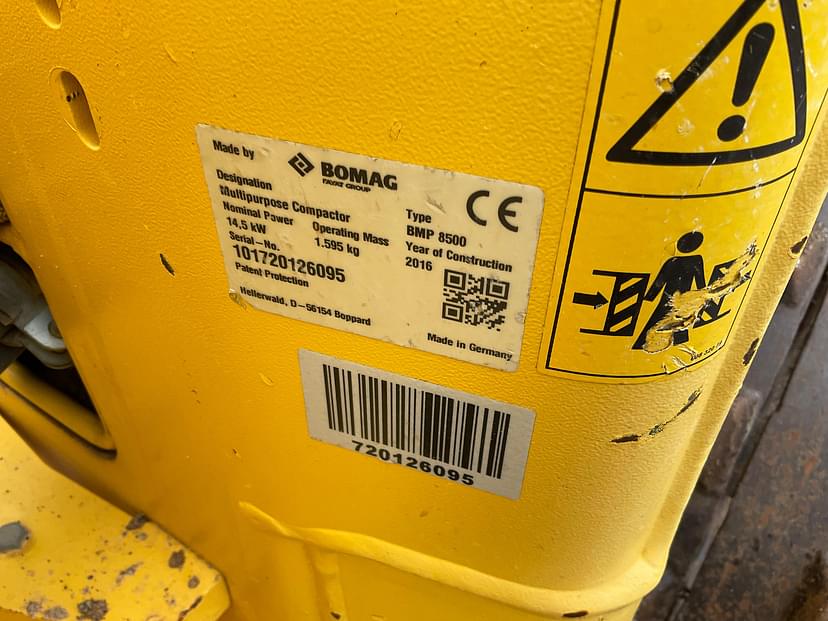 Made by BOMAG
FAYAT GROUP
Designation
Multipurpose Compactor
Type
BMP 8500
Nominal Power Operating Mass
14,5 kW 1.595 kg
Year of Construction
2016
Serial-No.
101720126095
Patent Protection
Hellerwald, D-56154 Boppard
Made in Germany
CE
720126095